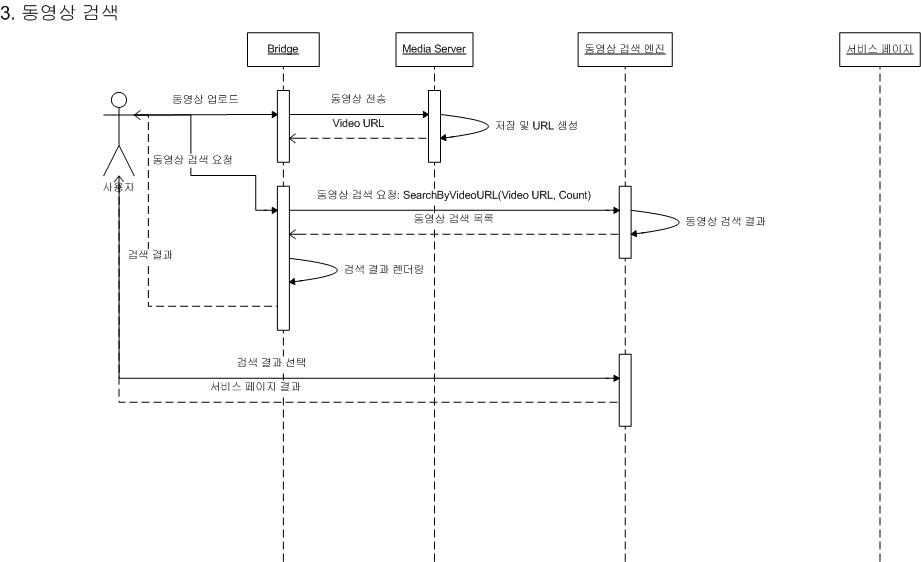 3. 동영상 검색
Bridge
Media Server
동영상 검색 엔진
서비스 페이지
동영상 업로드
동영상 전송
Video URL
저장 및 URL 생성
동영상 검색 요청
사용자
동영상 검색 요청: SearchByVideoURL(Video URL, Count)
동영상 검색 목록
동영상 검색 결과
검색 결과
검색 결과 렌더링
검색 결과 선택
서비스 페이지 결과